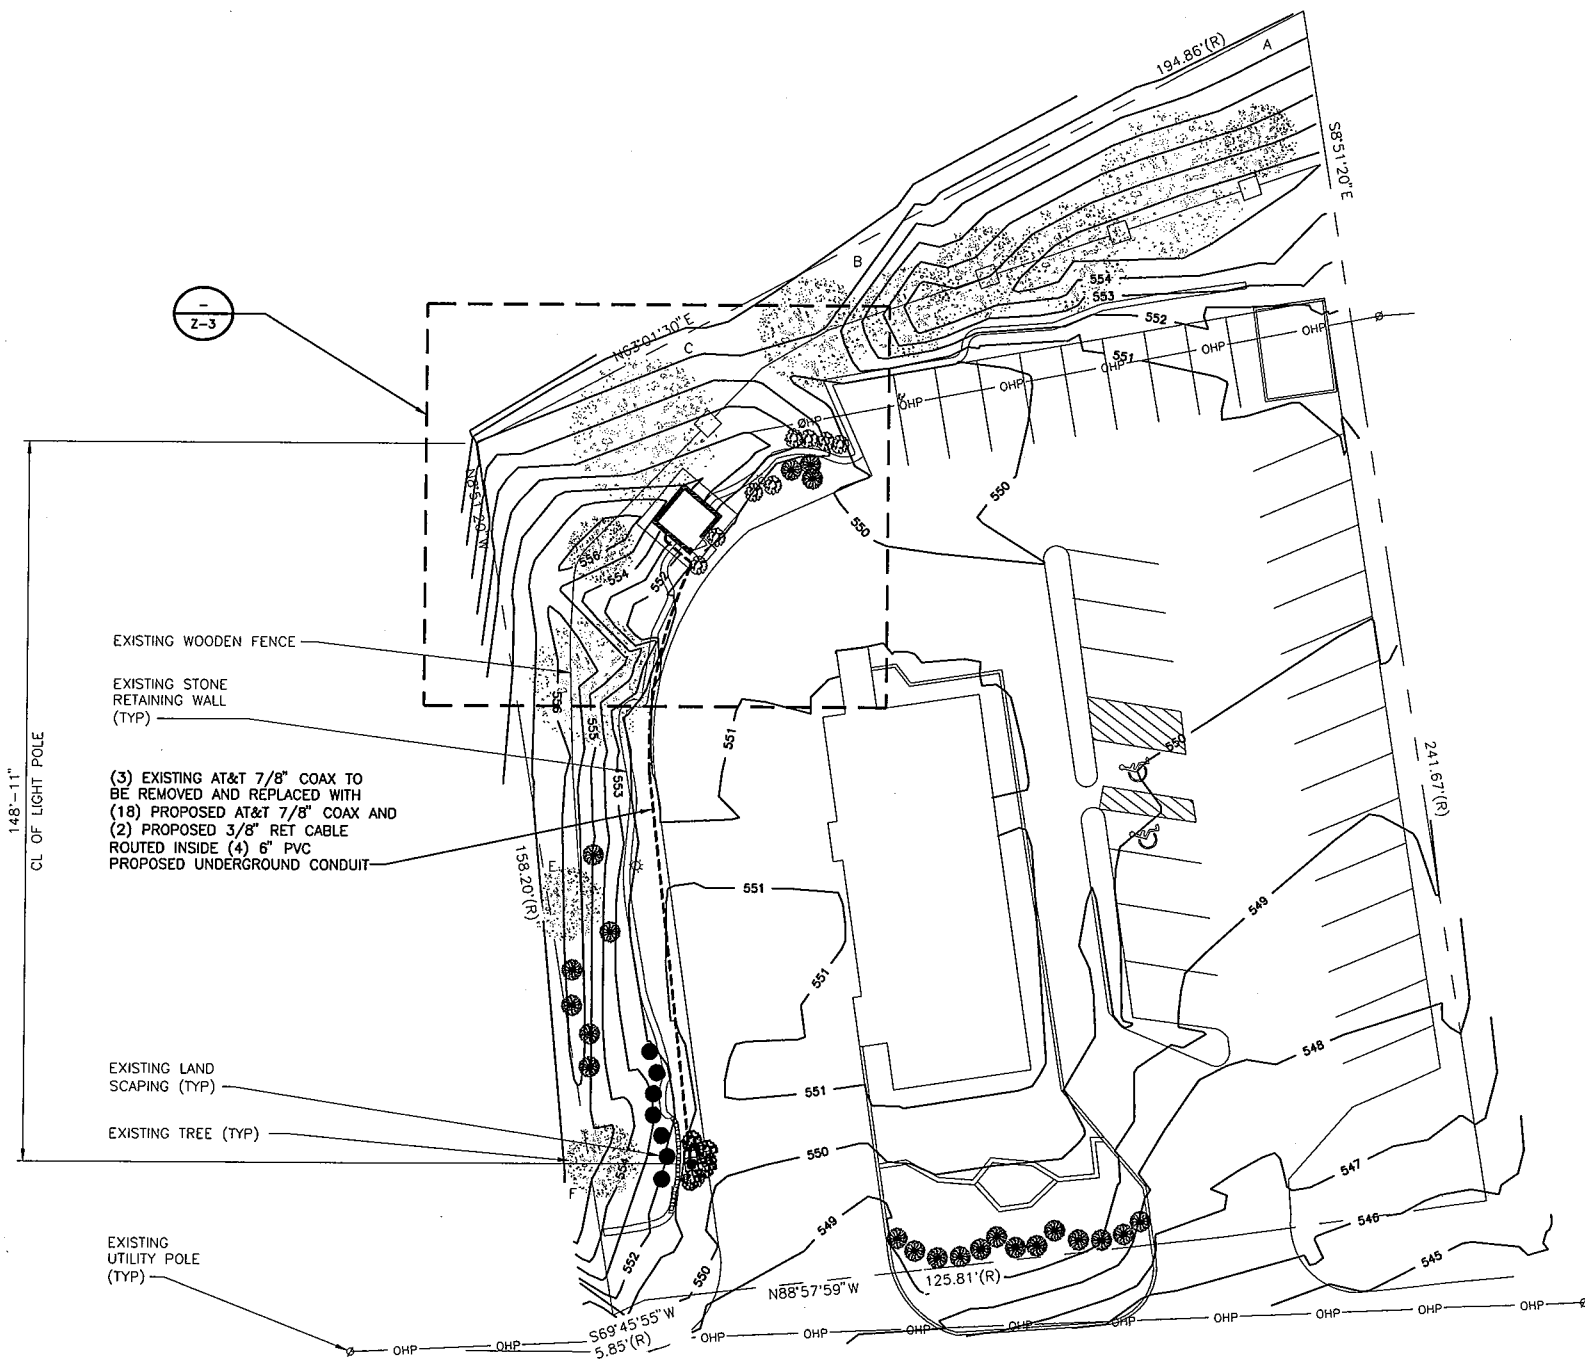 194.86'(R)
A
S8°51'20"E
B
554
553
552
551
OHP
OHP
OHP
OHP
OHP
OHP
-
Z-3
N63°01'30"E
C
550
550
556
554
552
EXISTING WOODEN FENCE
EXISTING STONE
RETAINING WALL
(TYP)
556
555
553
551
550
241.67'(R)
148'-11"
CL OF LIGHT POLE
(3) EXISTING AT&T 7/8" COAX TO
BE REMOVED AND REPLACED WITH
(18) PROPOSED AT&T 7/8" COAX AND
(2) PROPOSED 3/8" RET CABLE
ROUTED INSIDE (4) 6" PVC
PROPOSED UNDERGROUND CONDUIT
158.20'(R)
E
551
549
551
548
551
EXISTING LAND
SCAPING (TYP)
EXISTING TREE (TYP)
554
F
550
547
546
545
549
552
550
EXISTING
UTILITY POLE
(TYP)
N88°57'59"W
125.81'(R)
S69°45'55"W
5.85'(R)
OHP
OHP
OHP
OHP
OHP
OHP
OHP
OHP
OHP
OHP